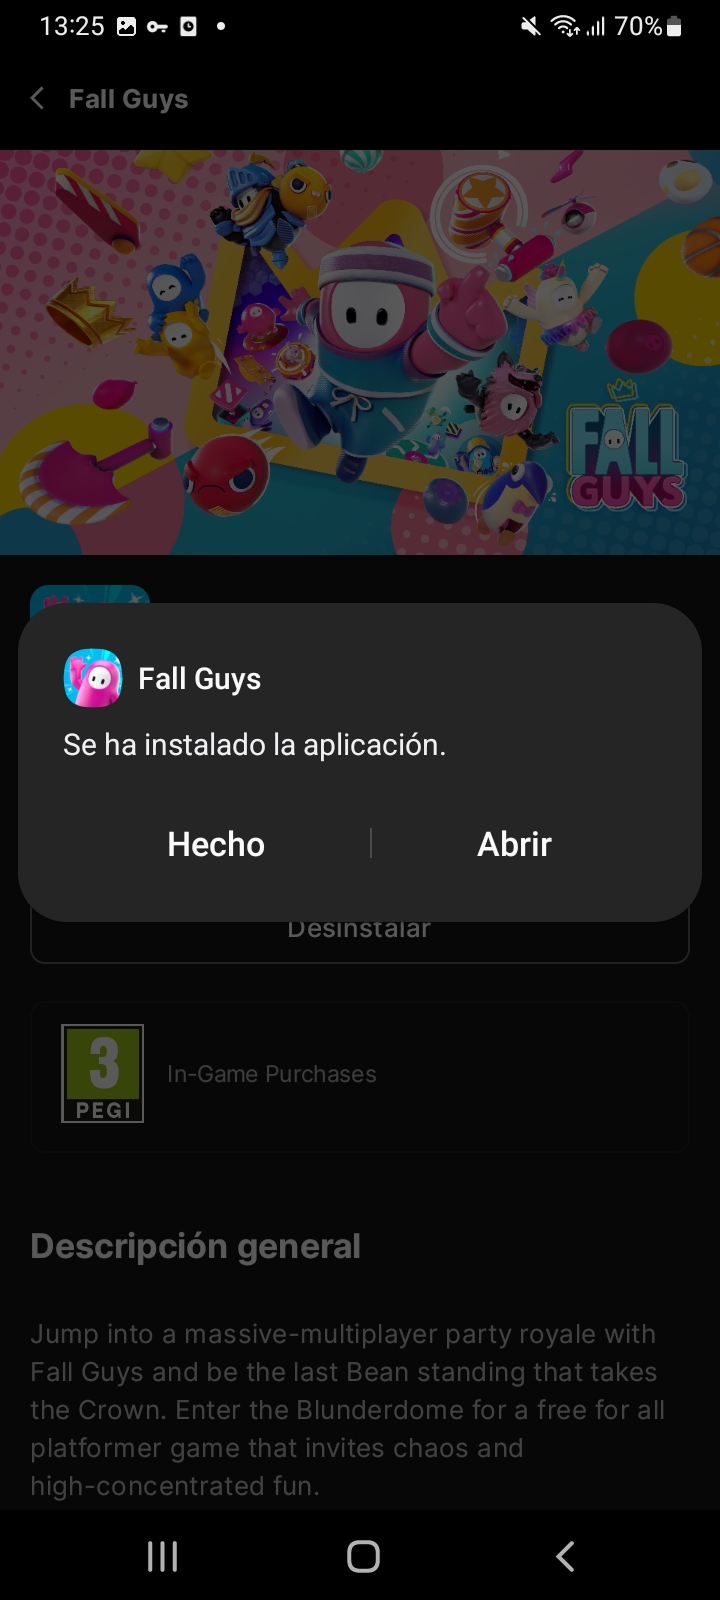 13:25
70%
Fall Guys
FALL
GUYS
Fall Guys
Se ha instalado la aplicación.
Hecho
Abrir
Desinstalar
3
PEGI
In-Game Purchases
Descripción general
Jump into a massive-multiplayer party royale with
Fall Guys and be the last Bean standing that takes
the Crown. Enter the Blunderdome for a free for all
platformer game that invites chaos and
high-concentrated fun.